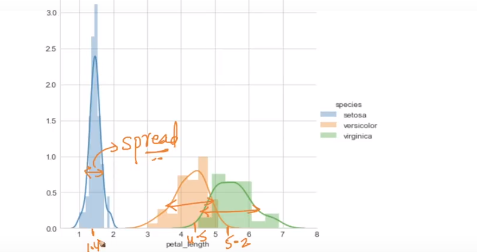 3.0
2.5
2.0
1.5
1.0
0.5
0.0
spread
species
setosa
versicolor
virginica
1 2 3 4 5 6 7 8
petal_length
1.4
4.5
5-2